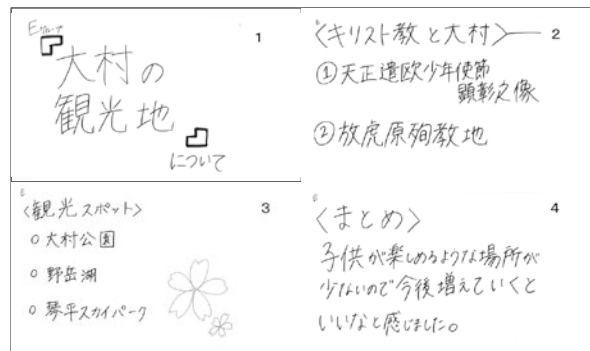 Eグループ
1
大村の
観光地
について
<キリスト教と大村>
2
①天正遣欧少年使節
顕彰之像
②放虎原殉教地
E
<観光スポット>
3
○大村公園
○野岳湖
○琴平スカイパーク
4
<まとめ>
子供が楽しめるような場所が
少ないので今後増えていくと
いいなと感じました。